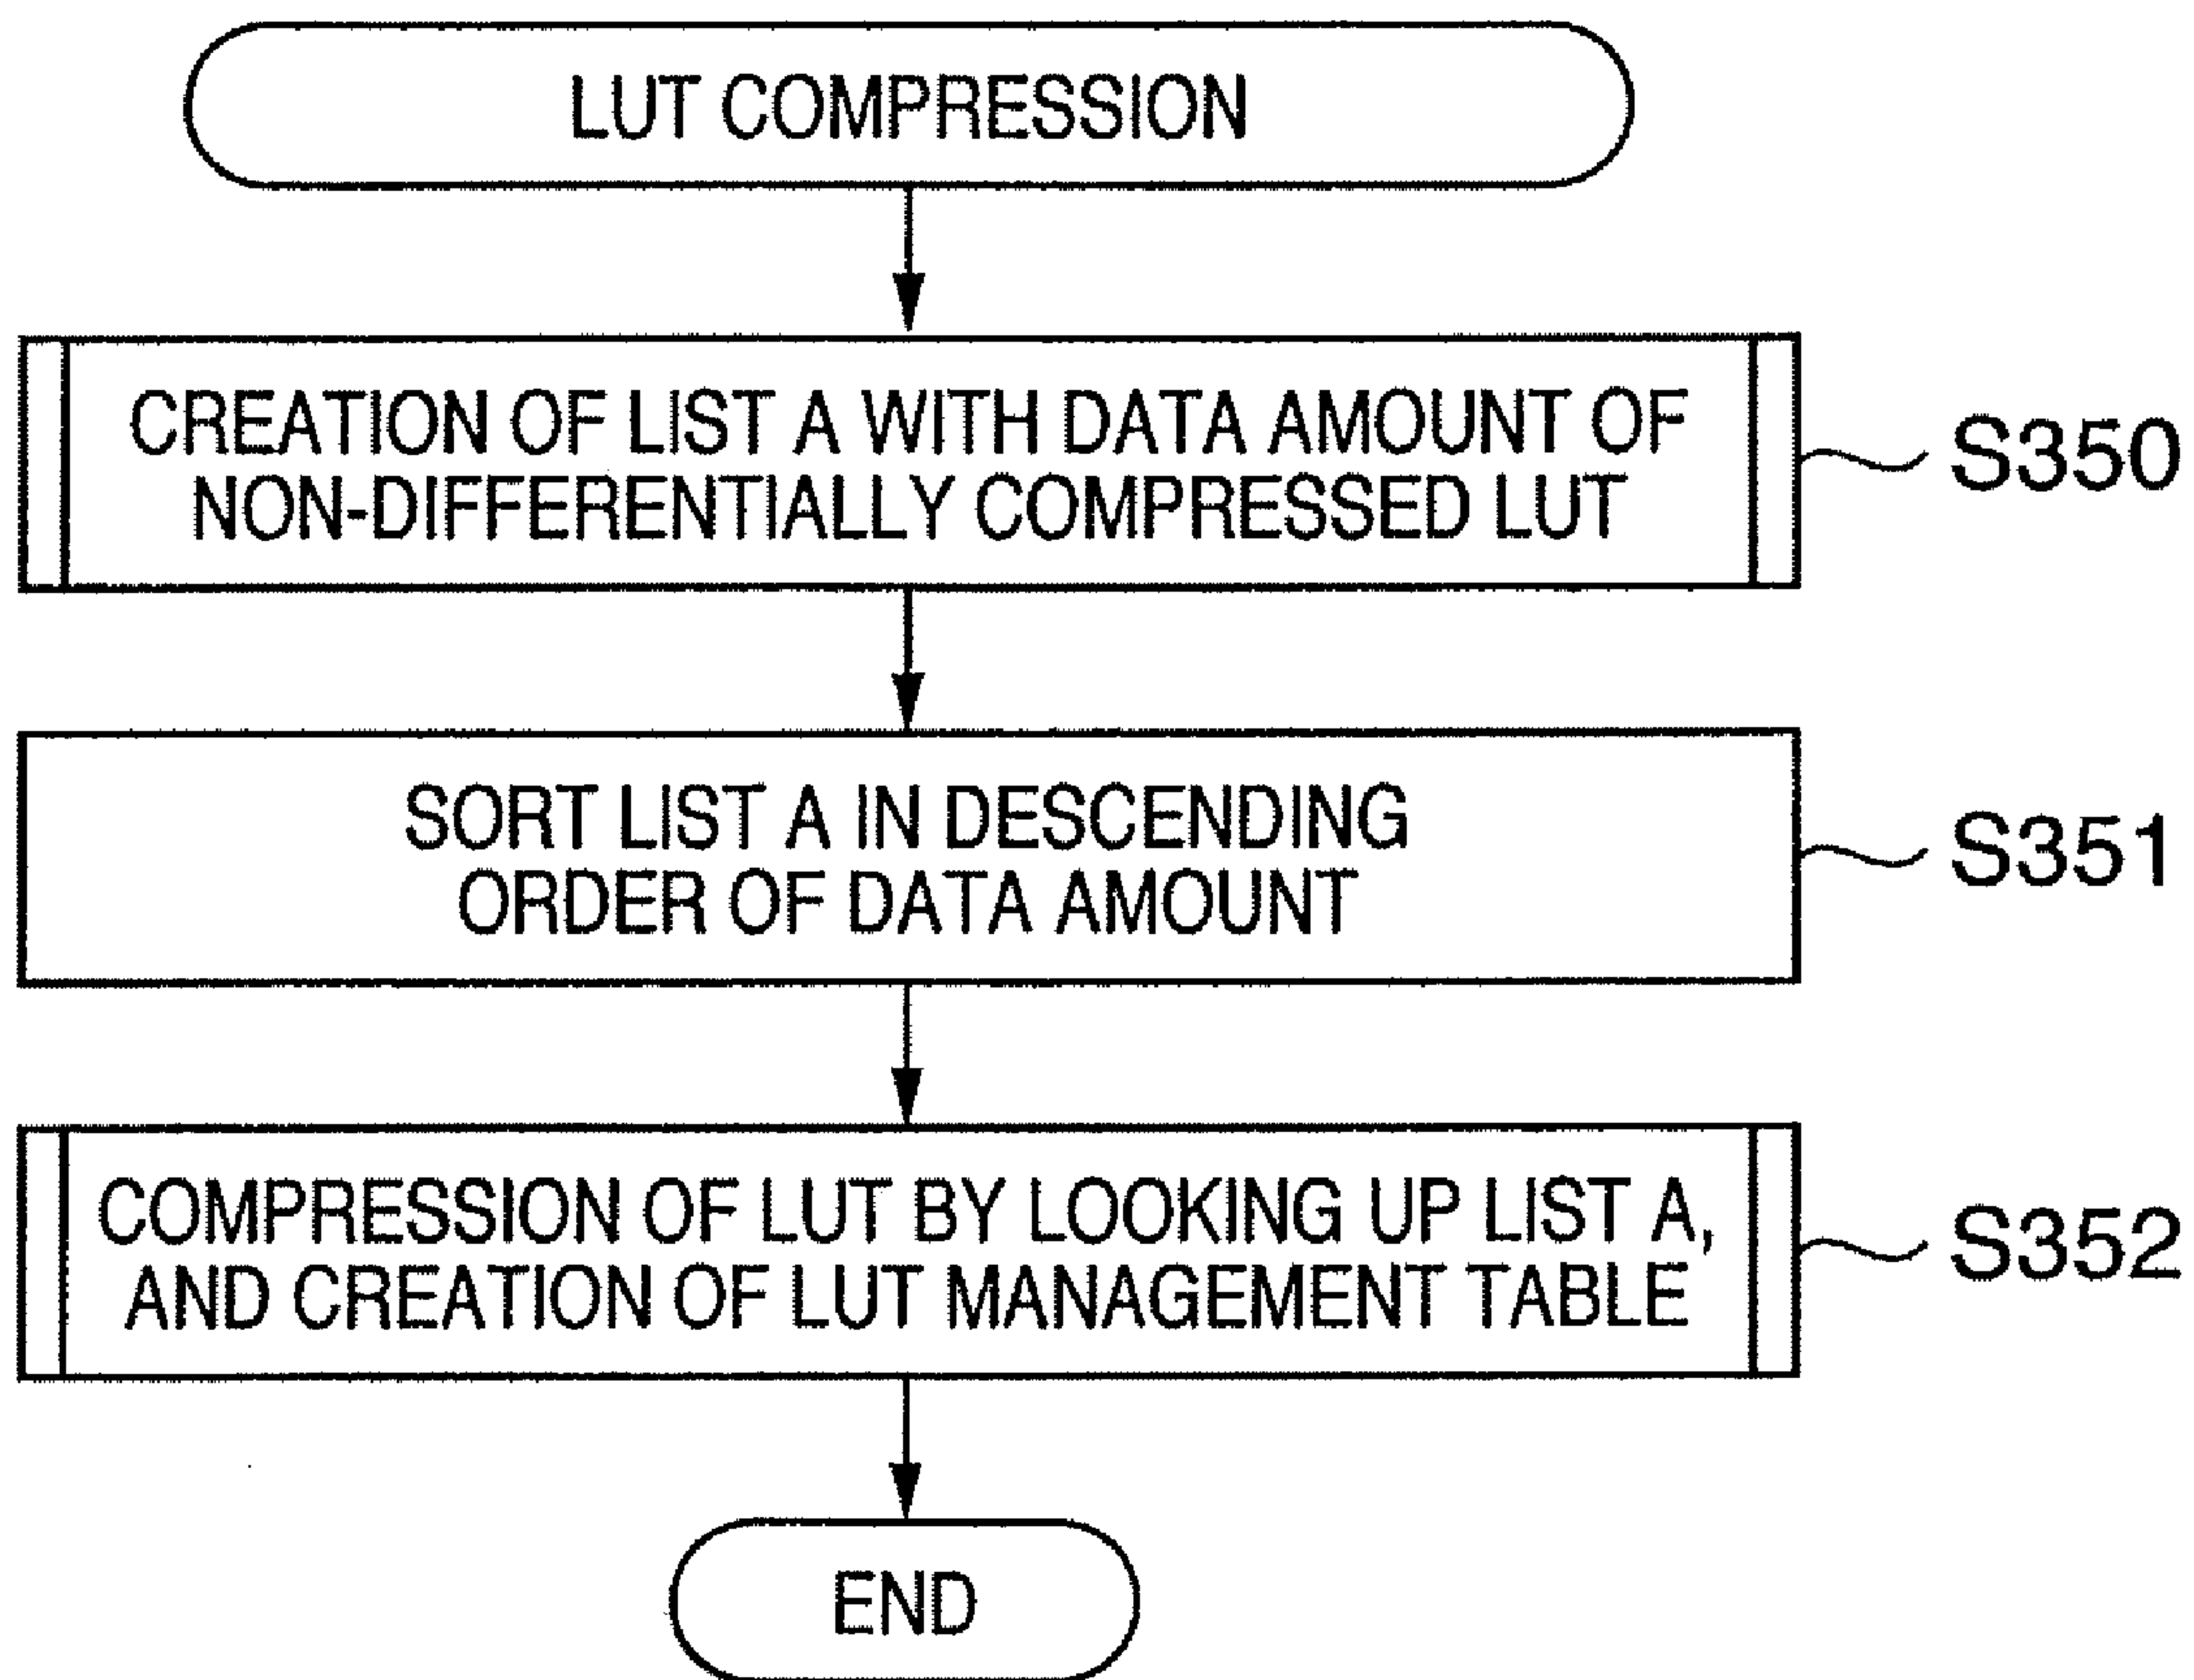 LUT COMPRESSION
CREATION OF LIST A WITH DATA AMOUNT OF
NON-DIFFERENTIALLY COMPRESSED LUT
S350
SORT LIST A IN DESCENDING
ORDER OF DATA AMOUNT
S351
COMPRESSION OF LUT BY LOOKING UP LIST A,
AND CREATION OF LUT MANAGEMENT TABLE
S352
END